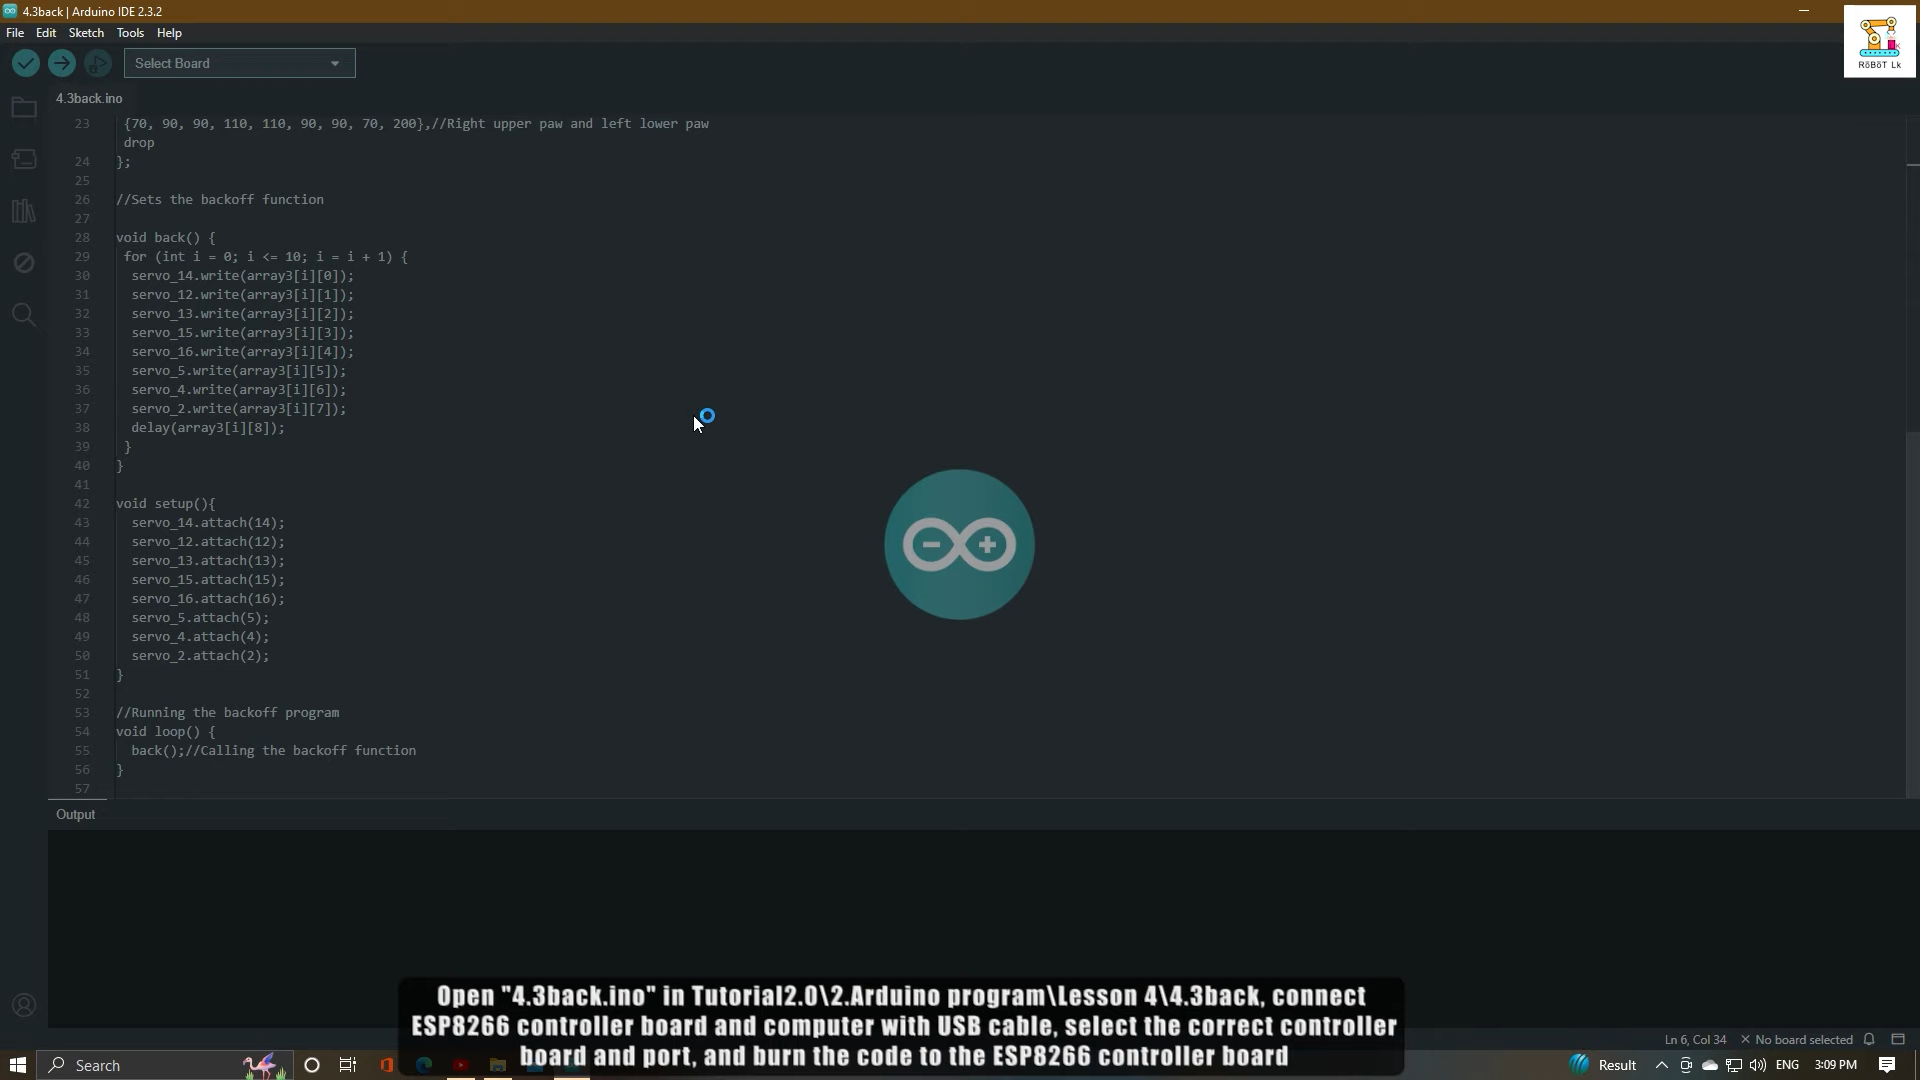 4.3back | Arduino IDE 2.3.2
File Edit Sketch Tools Help
Select Board
RöBöT Lk
4.3back.ino
23 {70, 90, 90, 110, 110, 90, 90, 70, 200},//Right upper paw and left lower paw
drop
24 };
25
26 //Sets the backoff function
27
28 void back() {
29 for (int i = 0; i <= 10; i = i + 1) {
30 servo_14.write(array3[i][0]);
31 servo_12.write(array3[i][1]);
32 servo_13.write(array3[i][2]);
33 servo_15.write(array3[i][3]);
34 servo_16.write(array3[i][4]);
35 servo_5.write(array3[i][5]);
36 servo_4.write(array3[i][6]);
37 servo_2.write(array3[i][7]);
38 delay(array3[i][8]);
39 }
40 }
41
42 void setup(){
43 servo_14.attach(14);
44 servo_12.attach(12);
45 servo_13.attach(13);
46 servo_15.attach(15);
47 servo_16.attach(16);
48 servo_5.attach(5);
49 servo_4.attach(4);
50 servo_2.attach(2);
51 }
52
53 //Running the backoff program
54 void loop() {
55 back();//Calling the backoff function
56 }
57
Output
Open "4.3back.ino" in Tutorial2.0\2.Arduino program\Lesson 4\4.3back, connect
ESP8266 controller board and computer with USB cable, select the correct controller
board and port, and burn the code to the ESP8266 controller board
Ln 6, Col 34 × No board selected
Search
Result ENG 3:09 PM